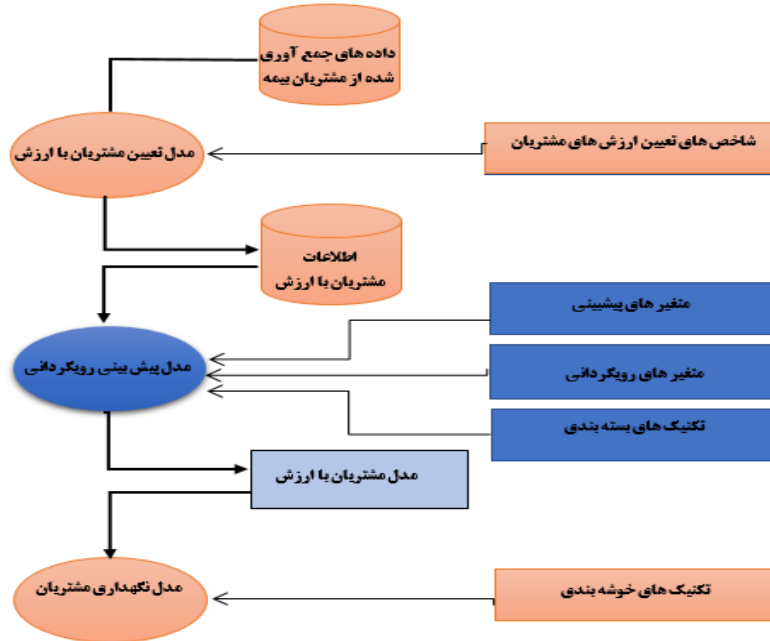 داده های جمع آوری
شده از مشتریان بیمه
مدل تعیین مشتریان با ارزش
شاخص های تعیین ارزش های مشتریان
اطلاعات
مشتریان با ارزش
متغیر های پیشبینی
مدل پیش بینی رویگردانی
متغیر های رویگردانی
تکنیک های بسته بندی
مدل مشتریان با ارزش
مدل نگهداری مشتریان
تکنیک های خوشه بندی